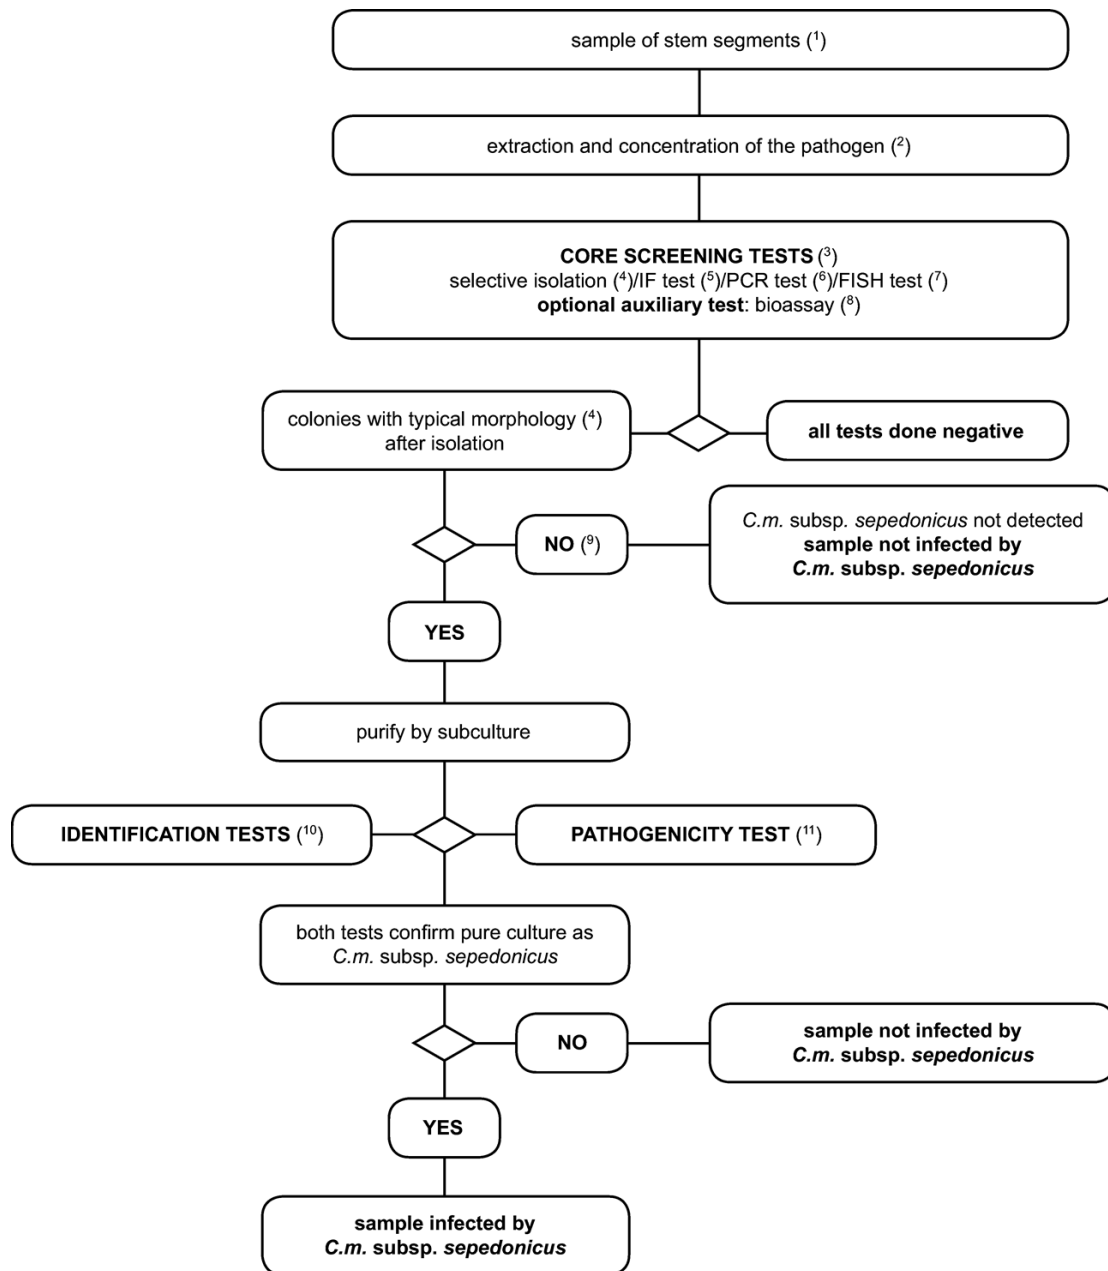 sample of stem segments (¹)
extraction and concentration of the pathogen (²)
CORE SCREENING TESTS (³)
selective isolation (⁴)/IF test (⁵)/PCR test (⁶)/FISH test (⁷)
optional auxiliary test: bioassay (⁸)
colonies with typical morphology (⁴)
after isolation
all tests done negative
NO (⁹)
C.m. subsp. sepedonicus not detected
sample not infected by
C.m. subsp. sepedonicus
YES
purify by subculture
IDENTIFICATION TESTS (¹⁰)
PATHOGENICITY TEST (¹¹)
both tests confirm pure culture as
C.m. subsp. sepedonicus
NO
sample not infected by
C.m. subsp. sepedonicus
YES
sample infected by
C.m. subsp. sepedonicus